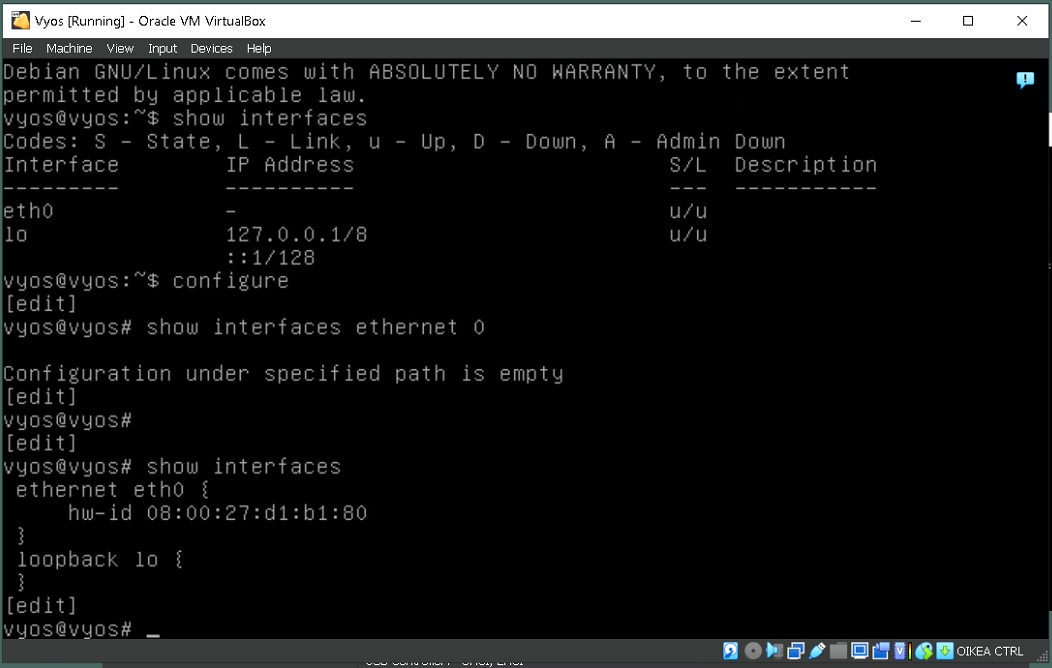 Vyos [Running] - Oracle VM VirtualBox
File Machine View Input Devices Help
Debian GNU/Linux comes with ABSOLUTELY NO WARRANTY, to the extent
permitted by applicable law.
vyos@vyos:~$ show interfaces
Codes: S - State, L - Link, u - Up, D - Down, A - Admin Down
Interface IP Address S/L Description
--------- ---------- --- -----------
eth0 - u/u
lo 127.0.0.1/8 u/u
::1/128
vyos@vyos:~$ configure
[edit]
vyos@vyos# show interfaces ethernet 0
Configuration under specified path is empty
[edit]
vyos@vyos#
[edit]
vyos@vyos# show interfaces
ethernet eth0 {
hw-id 08:00:27:d1:b1:80
}
loopback lo {
}
[edit]
vyos@vyos# _
OIKEA CTRL